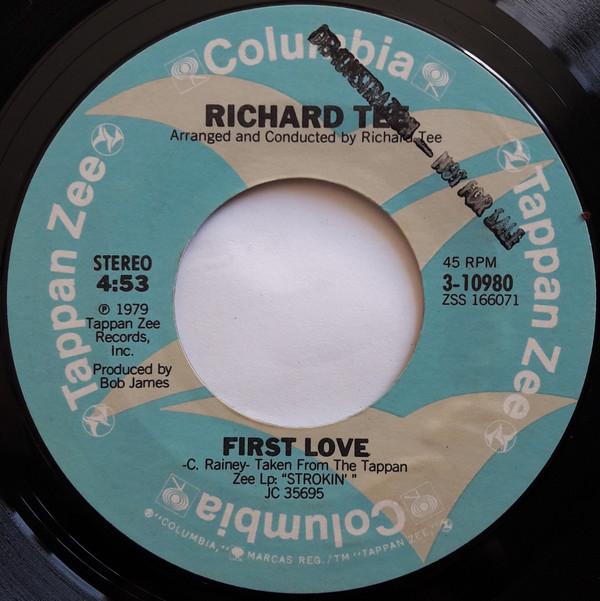 Columbia
DEMONSTRATION — NOT FOR SALE
RICHARD TEE
Arranged and Conducted by Richard Tee
Tappan Zee
Tappan Zee
STEREO
4:53
℗ 1979
Tappan Zee
Records,
Inc.
Produced by
Bob James
45 RPM
3-10980
ZSS 166071
FIRST LOVE
-C. Rainey- Taken From The Tappan
Zee Lp: “STROKIN’ ”
JC 35695
Columbia
®"COLUMBIA," MARCAS REG./TM "TAPPAN ZEE,"